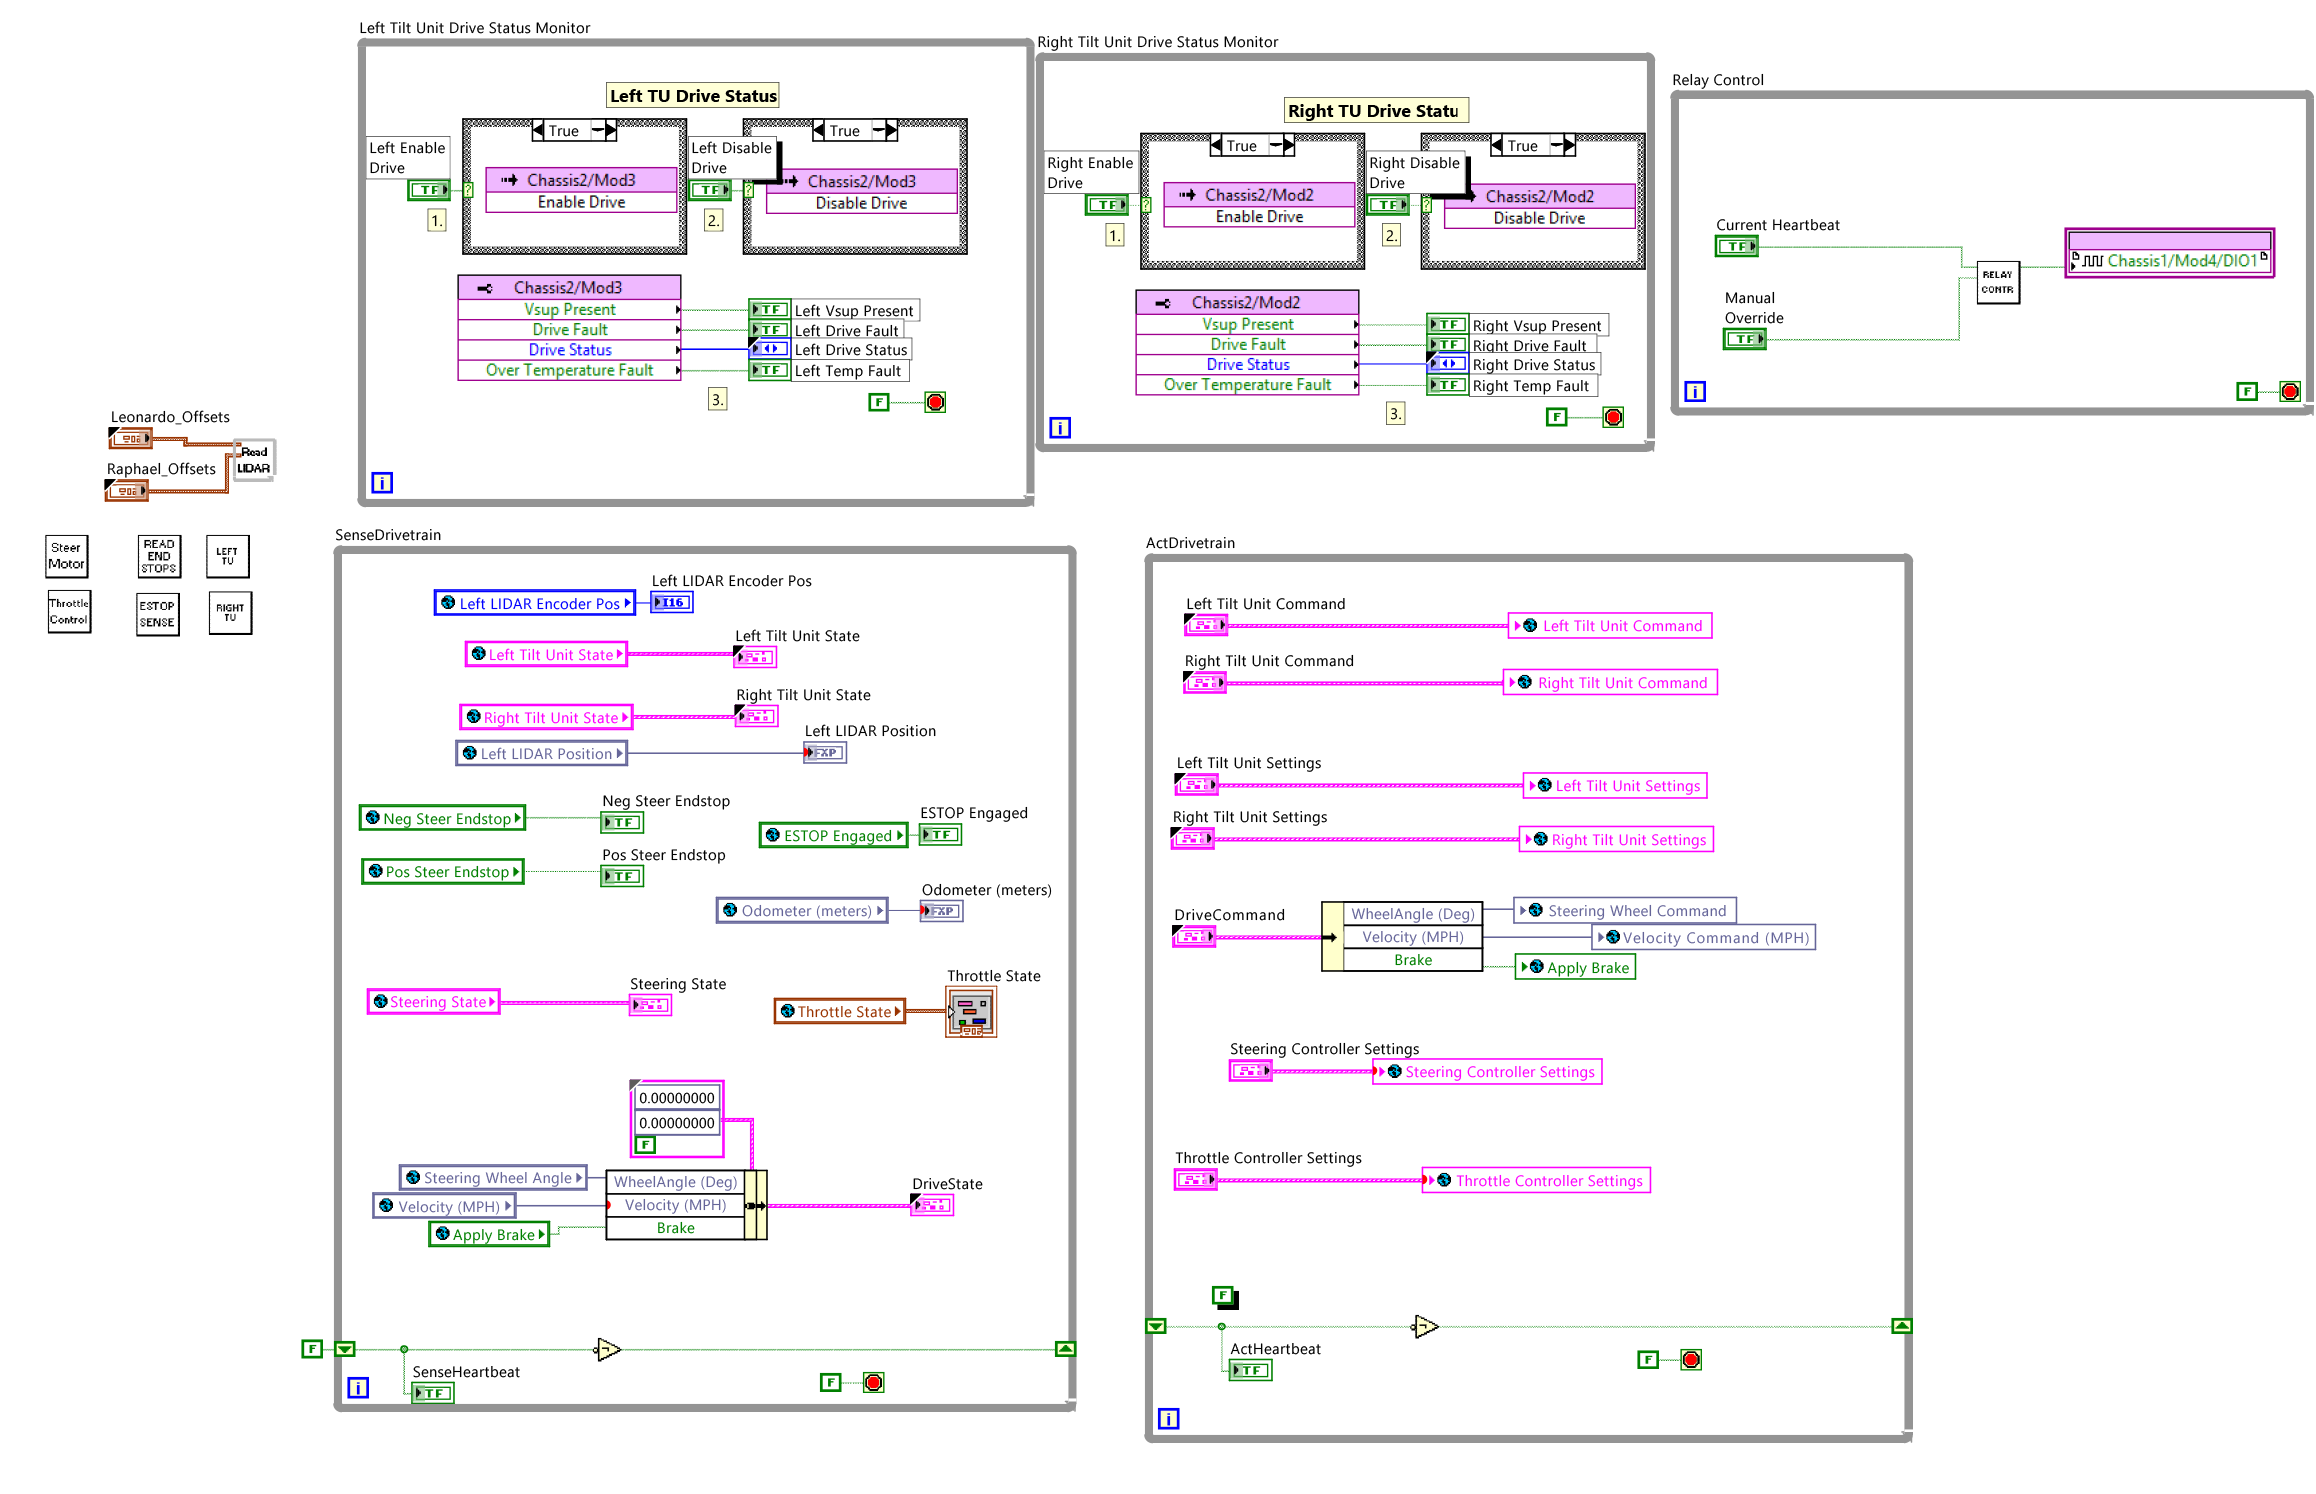 Left Tilt Unit Drive Status Monitor
Left TU Drive Status
True
True
Left Enable
Drive
TF
?
1.
Chassis2/Mod3
Enable Drive
Left Disable
Drive
TF
?
2.
Chassis2/Mod3
Disable Drive
Chassis2/Mod3
Vsup Present
Drive Fault
Drive Status
Over Temperature Fault
TF
Left Vsup Present
TF
Left Drive Fault
Left Drive Status
TF
Left Temp Fault
3.
F
i
Right Tilt Unit Drive Status Monitor
Right TU Drive Statu
True
True
Right Enable
Drive
TF
?
1.
Chassis2/Mod2
Enable Drive
Right Disable
Drive
TF
?
2.
Chassis2/Mod2
Disable Drive
Chassis2/Mod2
Vsup Present
Drive Fault
Drive Status
Over Temperature Fault
TF
Right Vsup Present
TF
Right Drive Fault
Right Drive Status
TF
Right Temp Fault
3.
F
i
Relay Control
Current Heartbeat
TF
Manual
Override
TF
RELAY
CONTR
Chassis1/Mod4/DIO1
F
i
Leonardo_Offsets
Raphael_Offsets
Read
LIDAR
Steer
Motor
READ
END
STOPS
LEFT
TU
Throttle
Control
ESTOP
SENSE
RIGHT
TU
SenseDrivetrain
Left LIDAR Encoder Pos
Left LIDAR Encoder Pos
I16
Left Tilt Unit State
Left Tilt Unit State
Right Tilt Unit State
Right Tilt Unit State
Left LIDAR Position
Left LIDAR Position
FXP
Neg Steer Endstop
Neg Steer Endstop
TF
ESTOP Engaged
ESTOP Engaged
TF
Pos Steer Endstop
Pos Steer Endstop
TF
Odometer (meters)
Odometer (meters)
FXP
Steering State
Steering State
Throttle State
Throttle State
0.00000000
0.00000000
F
Steering Wheel Angle
Velocity (MPH)
Apply Brake
WheelAngle (Deg)
Velocity (MPH)
Brake
DriveState
F
SenseHeartbeat
TF
F
i
ActDrivetrain
Left Tilt Unit Command
Left Tilt Unit Command
Right Tilt Unit Command
Right Tilt Unit Command
Left Tilt Unit Settings
Left Tilt Unit Settings
Right Tilt Unit Settings
Right Tilt Unit Settings
DriveCommand
WheelAngle (Deg)
Velocity (MPH)
Brake
Steering Wheel Command
Velocity Command (MPH)
Apply Brake
Steering Controller Settings
Steering Controller Settings
Throttle Controller Settings
Throttle Controller Settings
F
ActHeartbeat
TF
F
i